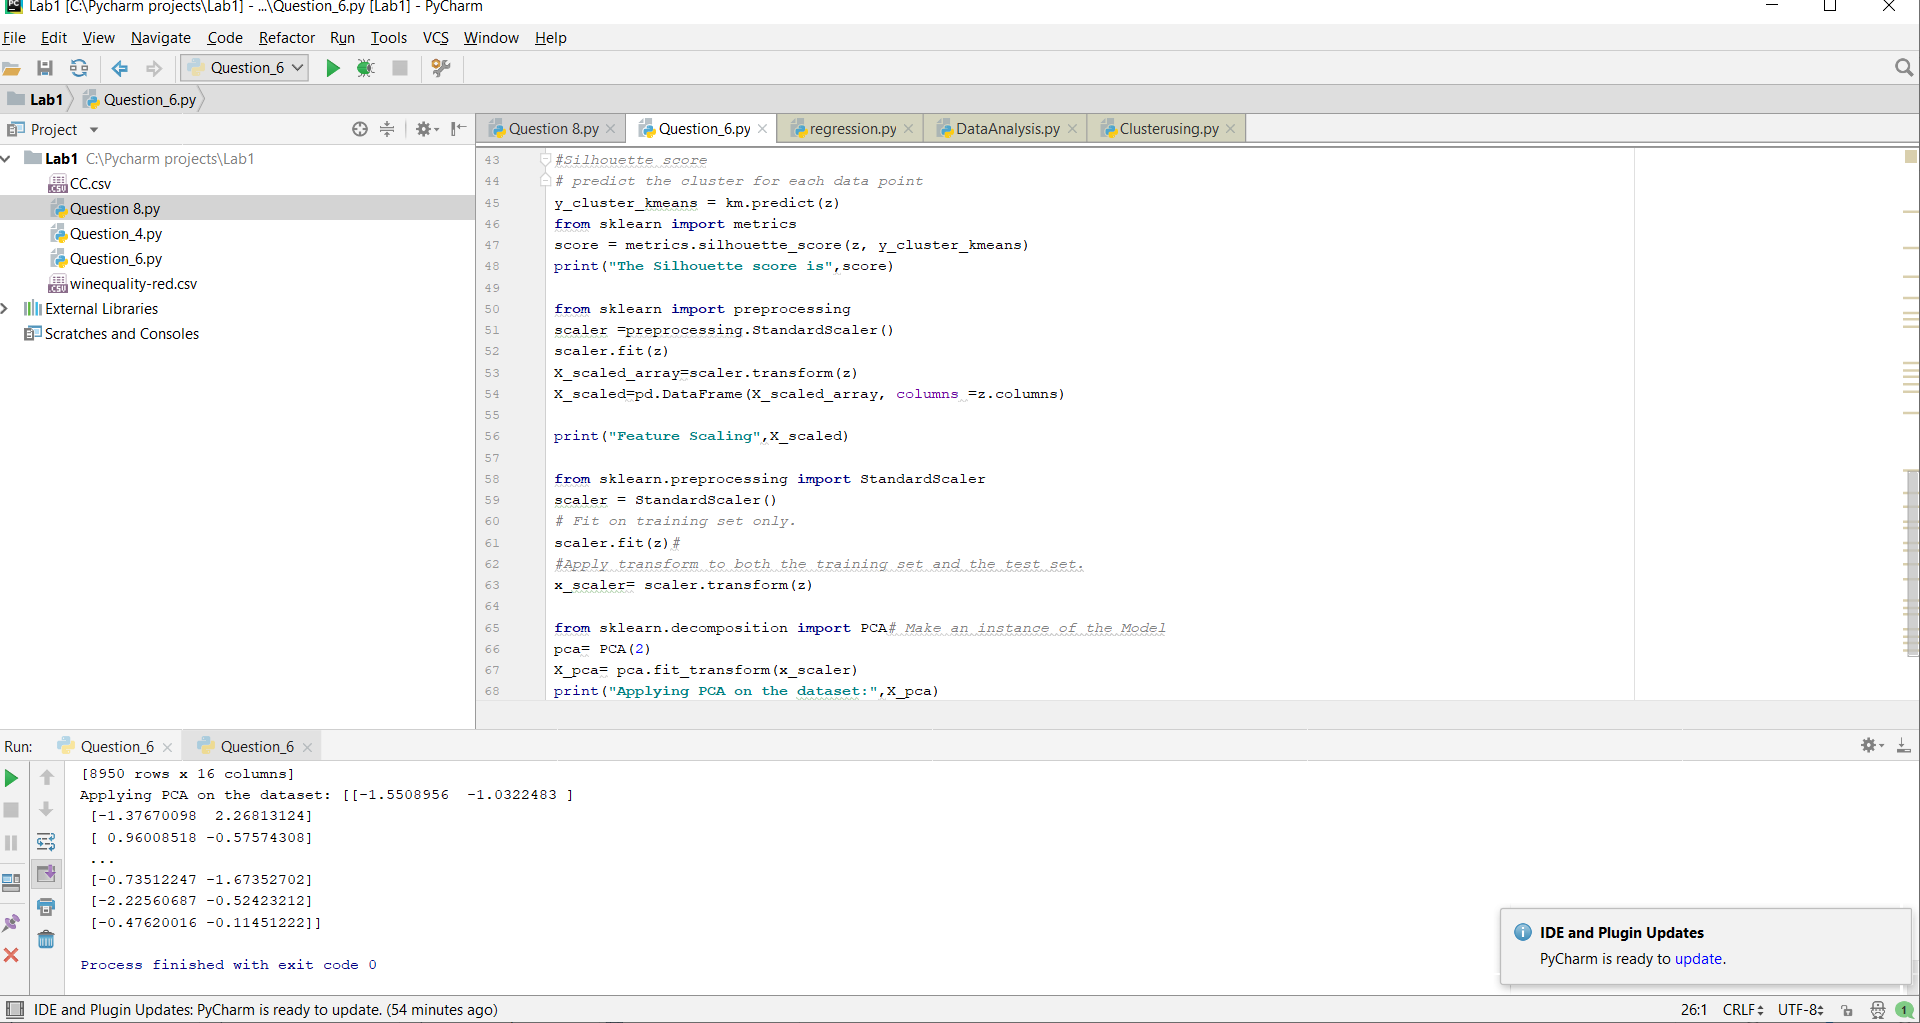 Lab1 [C:\Pycharm projects\Lab1] - ...\Question_6.py [Lab1] - PyCharm
File Edit View Navigate Code Refactor Run Tools VCS Window Help
Question_6
Lab1 Question_6.py
Project
Question 8.py Question_6.py regression.py DataAnalysis.py Clusterusing.py
Lab1 C:\Pycharm projects\Lab1
CC.csv
Question 8.py
Question_4.py
Question_6.py
winequality-red.csv
External Libraries
Scratches and Consoles
43 #Silhouette score
44 # predict the cluster for each data point
45 y_cluster_kmeans = km.predict(z)
46 from sklearn import metrics
47 score = metrics.silhouette_score(z, y_cluster_kmeans)
48 print("The Silhouette score is",score)
49
50 from sklearn import preprocessing
51 scaler =preprocessing.StandardScaler()
52 scaler.fit(z)
53 X_scaled_array=scaler.transform(z)
54 X_scaled=pd.DataFrame(X_scaled_array, columns =z.columns)
55
56 print("Feature Scaling",X_scaled)
57
58 from sklearn.preprocessing import StandardScaler
59 scaler = StandardScaler()
60 # Fit on training set only.
61 scaler.fit(z)#
62 #Apply transform to both the training set and the test set.
63 x_scaler= scaler.transform(z)
64
65 from sklearn.decomposition import PCA# Make an instance of the Model
66 pca= PCA(2)
67 X_pca= pca.fit_transform(x_scaler)
68 print("Applying PCA on the dataset:",X_pca)
Run: Question_6 Question_6
[8950 rows x 16 columns]
Applying PCA on the dataset: [[-1.5508956  -1.0322483 ]
[-1.37670098  2.26813124]
[ 0.96008518 -0.57574308]
...
[-0.73512247 -1.67352702]
[-2.22560687 -0.52423212]
[-0.47620016 -0.11451222]]
Process finished with exit code 0
IDE and Plugin Updates
PyCharm is ready to update.
IDE and Plugin Updates: PyCharm is ready to update. (54 minutes ago)
26:1 CRLF UTF-8 1